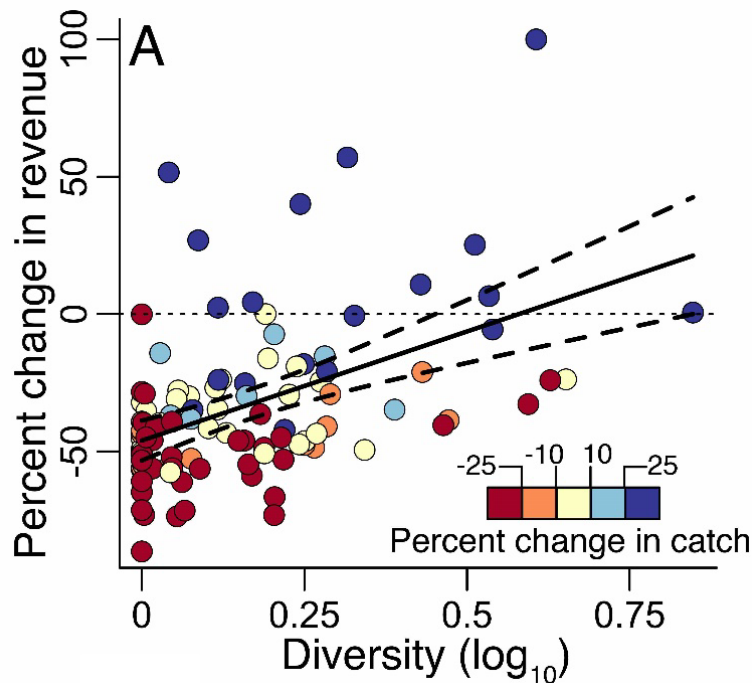 A
Percent change in revenue
100
50
0
-50
-25 -10 10 25
Percent change in catch
0 0.25 0.5 0.75
Diversity (log10)